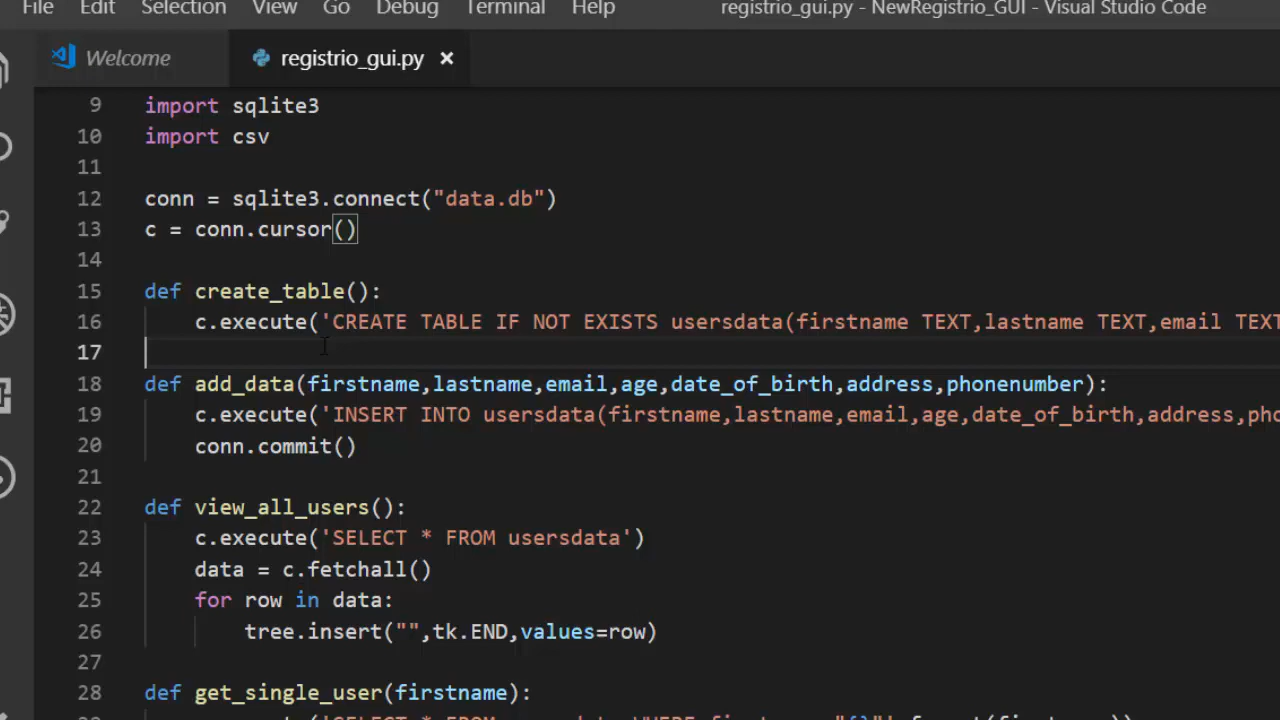 File Edit Selection View Go Debug Terminal Help registrio_gui.py - NewRegistrio_GUI - Visual Studio Code
Welcome registrio_gui.py ×
9 import sqlite3
10 import csv
11
12 conn = sqlite3.connect("data.db")
13 c = conn.cursor()
14
15 def create_table():
16 c.execute('CREATE TABLE IF NOT EXISTS usersdata(firstname TEXT,lastname TEXT,email TEXT
17
18 def add_data(firstname,lastname,email,age,date_of_birth,address,phonenumber):
19 c.execute('INSERT INTO usersdata(firstname,lastname,email,age,date_of_birth,address,pho
20 conn.commit()
21
22 def view_all_users():
23 c.execute('SELECT * FROM usersdata')
24 data = c.fetchall()
25 for row in data:
26 tree.insert("",tk.END,values=row)
27
28 def get_single_user(firstname):